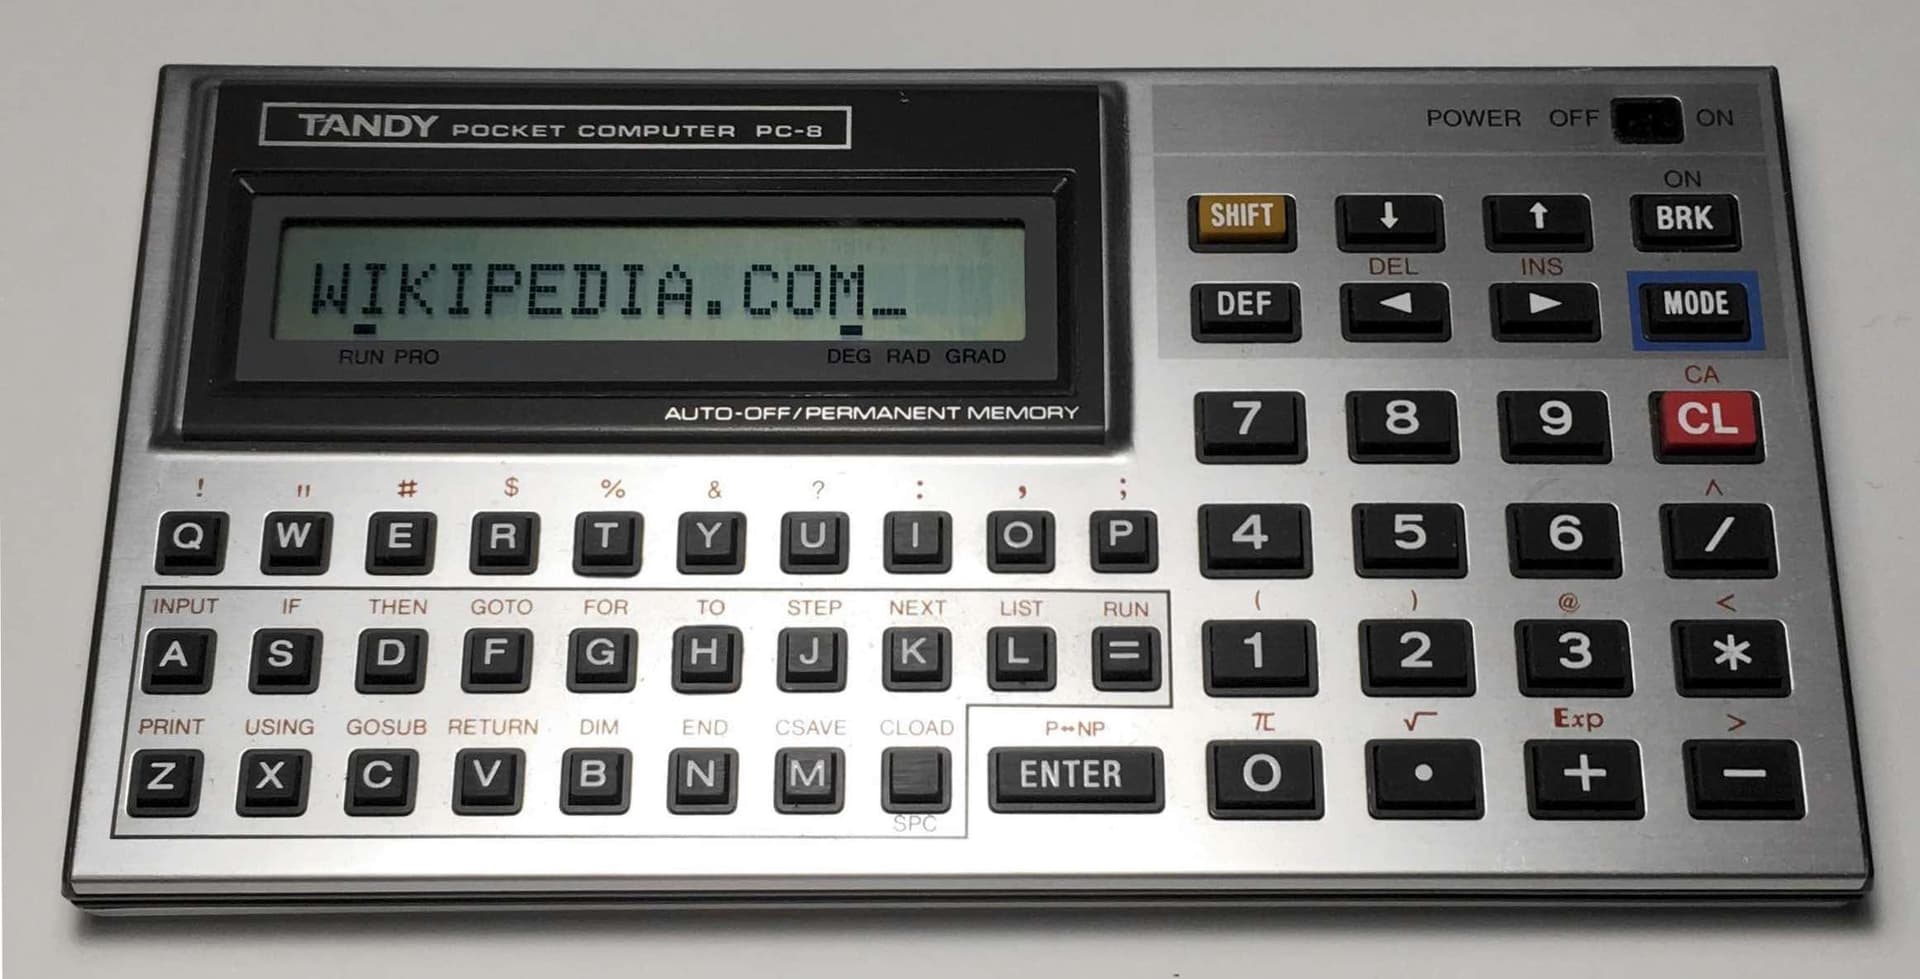 TANDY POCKET COMPUTER PC-8
POWER OFF ON
ON
SHIFT ↓ ↑ BRK
DEL INS
DEF ◄ ► MODE
WIKIPEDIA.COM_
RUN PRO DEG RAD GRAD
AUTO-OFF/PERMANENT MEMORY
CA
7 8 9 CL
! " # $ % & ? : , ; ^
Q W E R T Y U I O P 4 5 6 /
INPUT IF THEN GOTO FOR TO STEP NEXT LIST RUN ( ) @ <
A S D F G H J K L = 1 2 3 *
PRINT USING GOSUB RETURN DIM END CSAVE CLOAD P↔NP π √ Exp >
Z X C V B N M ENTER 0 • + −
SPC